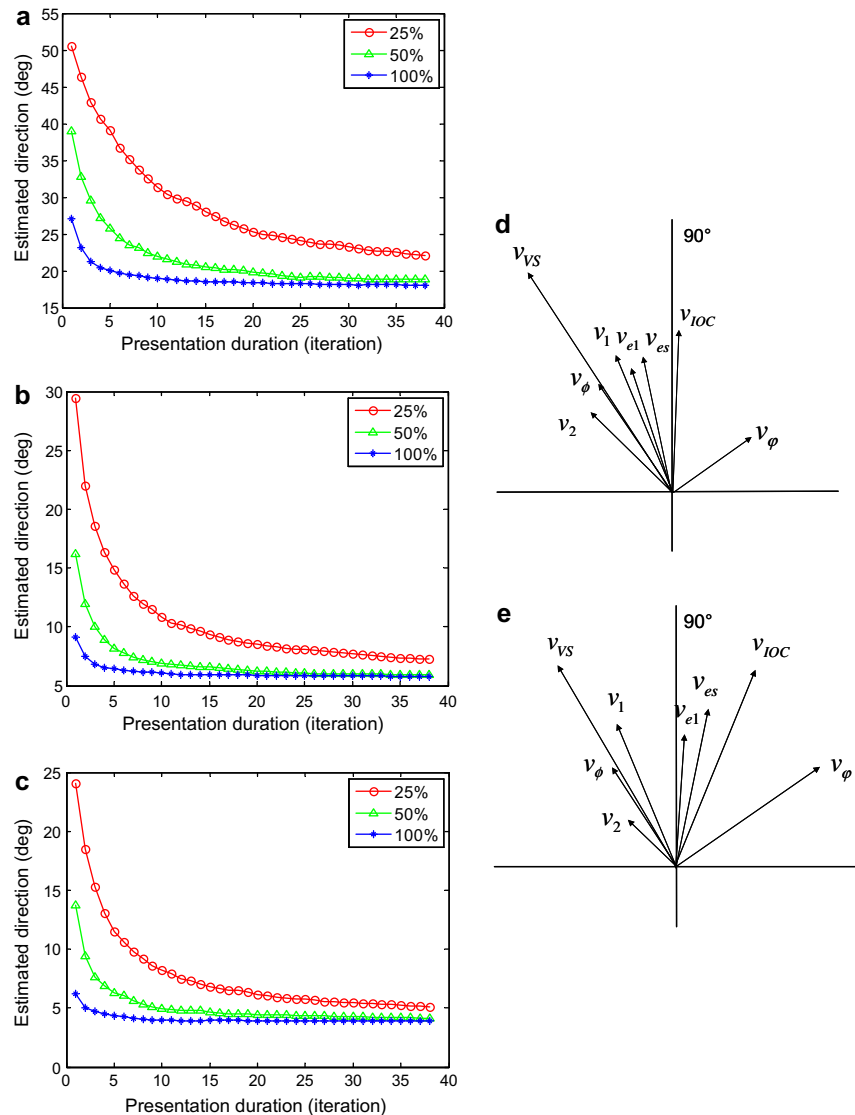 a
55
50
45
40
35
30
25
20
15
Estimated direction (deg)
25%
50%
100%
0 5 10 15 20 25 30 35 40
Presentation duration (iteration)
b
30
25
20
15
10
5
Estimated direction (deg)
25%
50%
100%
0 5 10 15 20 25 30 35 40
Presentation duration (iteration)
c
25
20
15
10
5
0
Estimated direction (deg)
25%
50%
100%
0 5 10 15 20 25 30 35 40
Presentation duration (iteration)
d
90°
v_VS
v_IOC
v_1 v_e1 v_es
v_ϕ
v_2
v_φ
e
90°
v_VS
v_IOC
v_es
v_1
v_e1
v_ϕ
v_φ
v_2